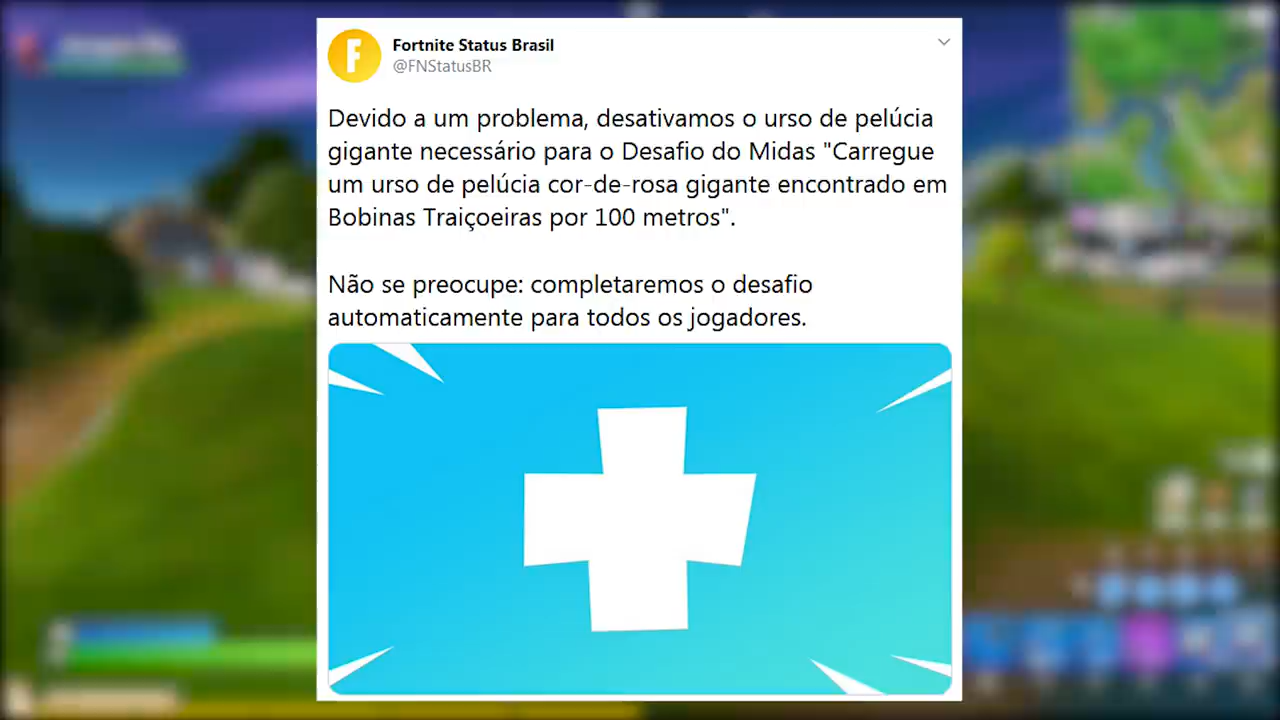 Fortnite Status Brasil
@FNStatusBR
Devido a um problema, desativamos o urso de pelúcia
gigante necessário para o Desafio do Midas "Carregue
um urso de pelúcia cor-de-rosa gigante encontrado em
Bobinas Traiçoeiras por 100 metros".
Não se preocupe: completaremos o desafio
automaticamente para todos os jogadores.